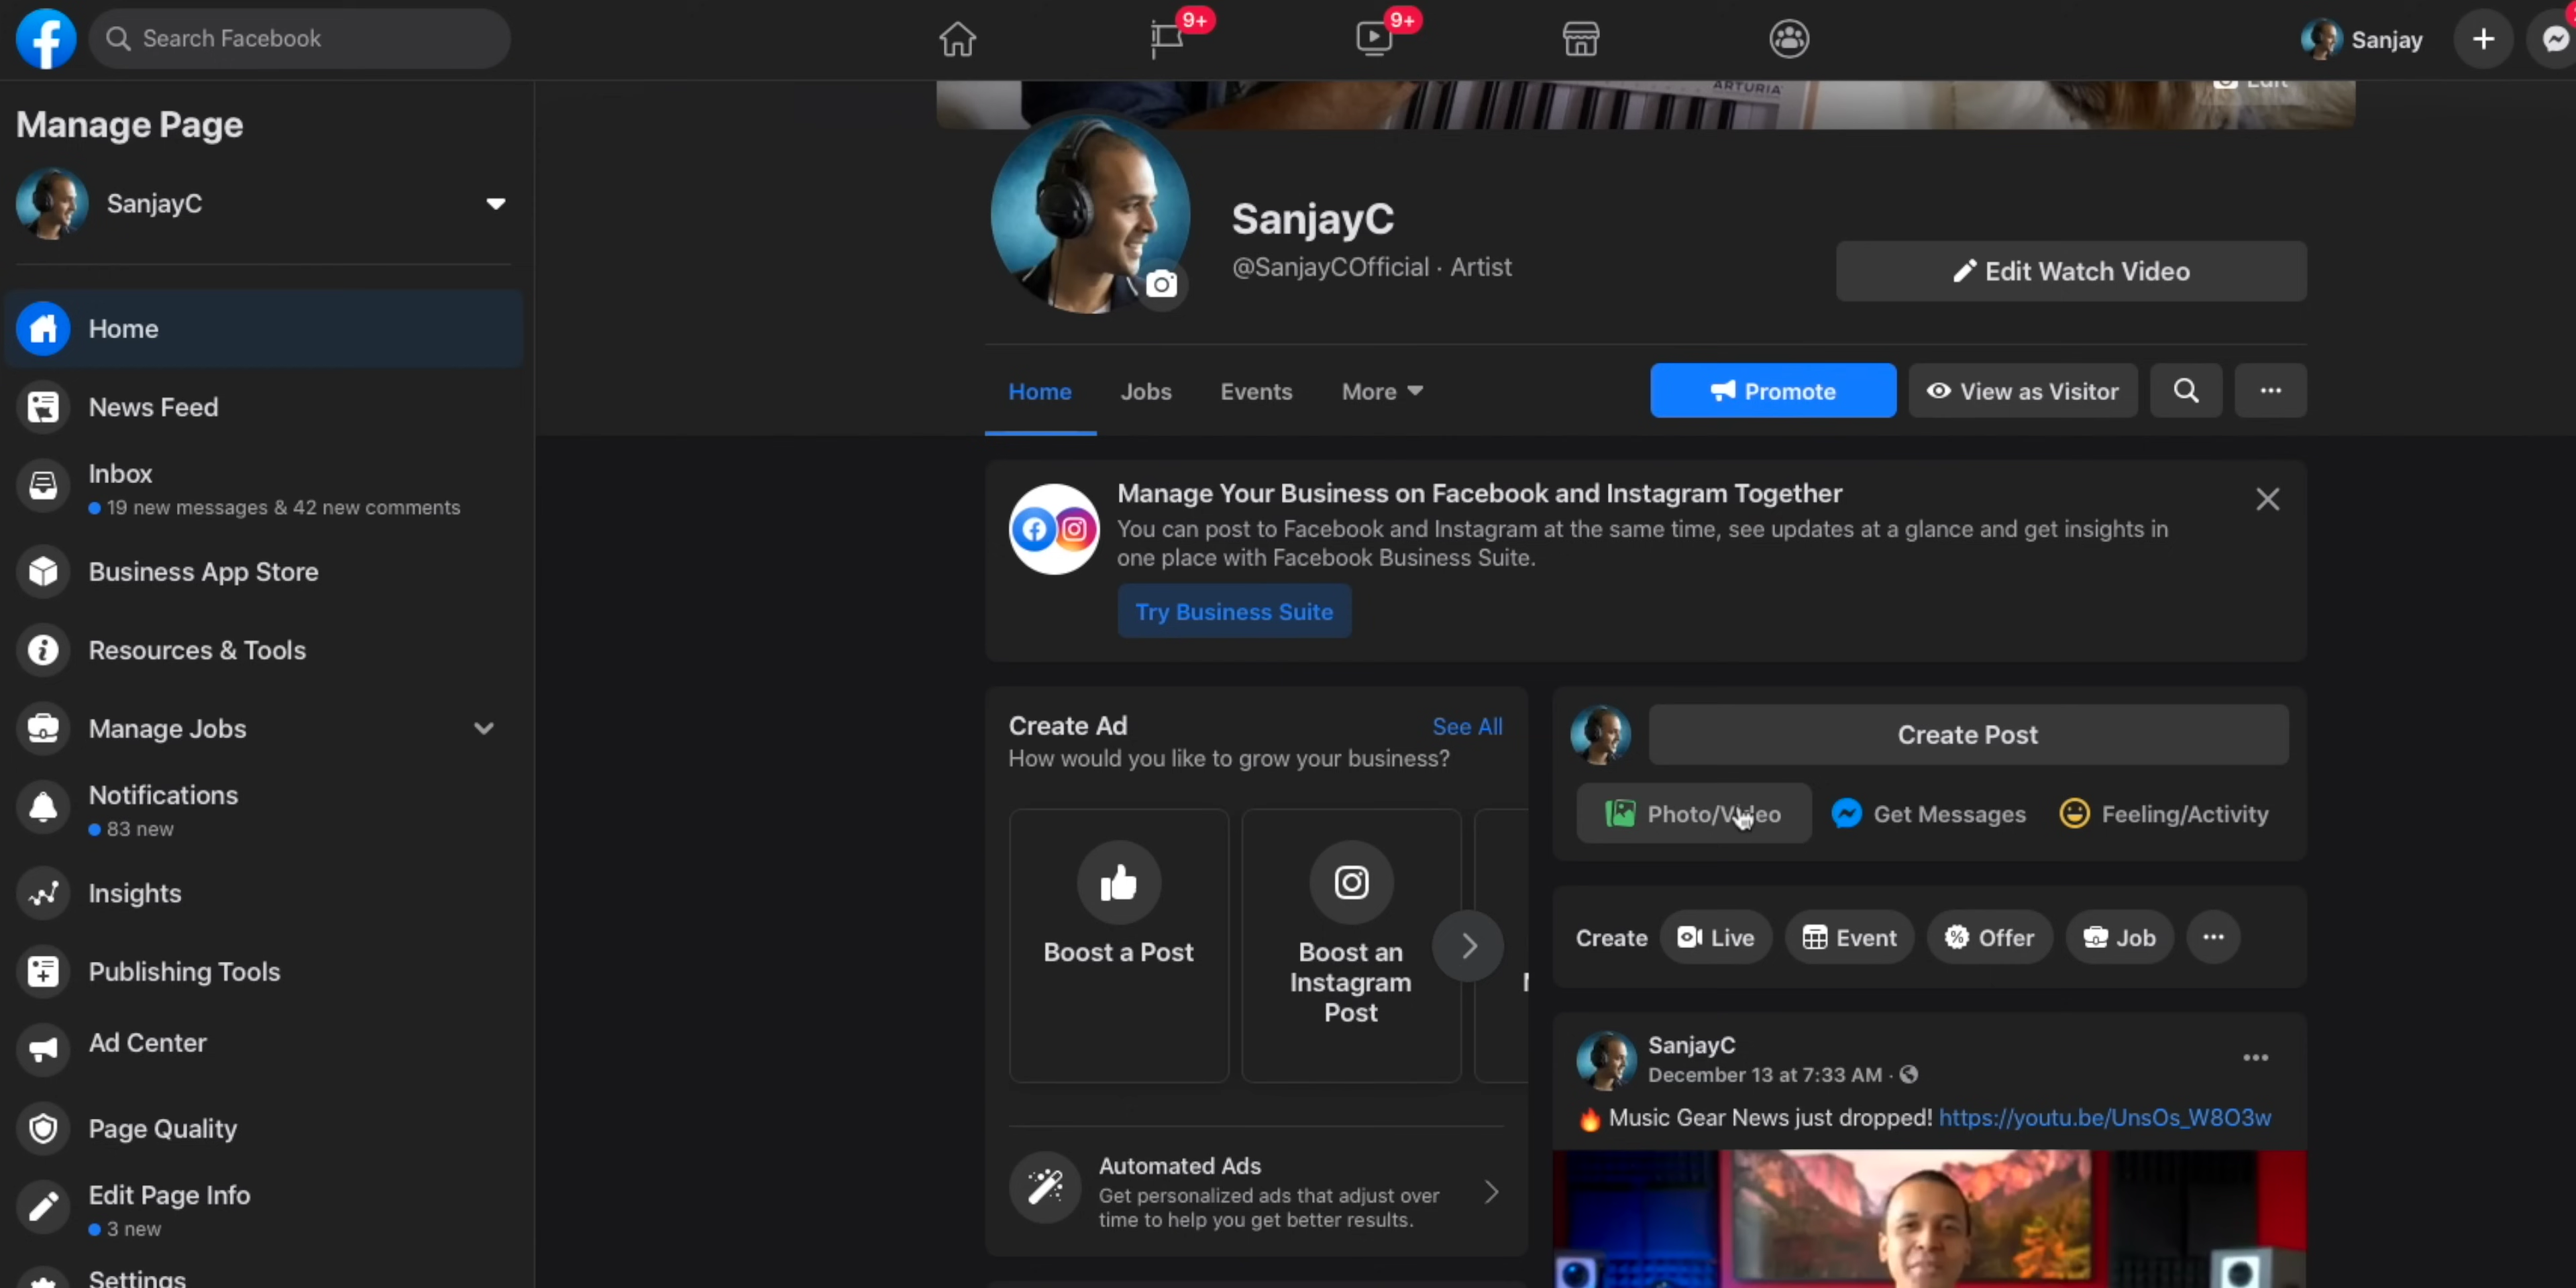 Search Facebook
9+
9+
Sanjay
Manage Page
SanjayC
Home
News Feed
Inbox
19 new messages & 42 new comments
Business App Store
Resources & Tools
Manage Jobs
Notifications
83 new
Insights
Publishing Tools
Ad Center
Page Quality
Edit Page Info
3 new
Settings
ARTURIA
Edit
SanjayC
@SanjayCOfficial · Artist
Edit Watch Video
Home Jobs Events More
Promote View as Visitor
Manage Your Business on Facebook and Instagram Together
You can post to Facebook and Instagram at the same time, see updates at a glance and get insights in
one place with Facebook Business Suite.
Try Business Suite
Create Ad See All
How would you like to grow your business?
Boost a Post
Boost an
Instagram
Post
Automated Ads
Get personalized ads that adjust over
time to help you get better results.
Create Post
Photo/Video Get Messages Feeling/Activity
Create Live Event Offer Job
SanjayC
December 13 at 7:33 AM ·
🔥 Music Gear News just dropped! https://youtu.be/UnsOs_W8O3w